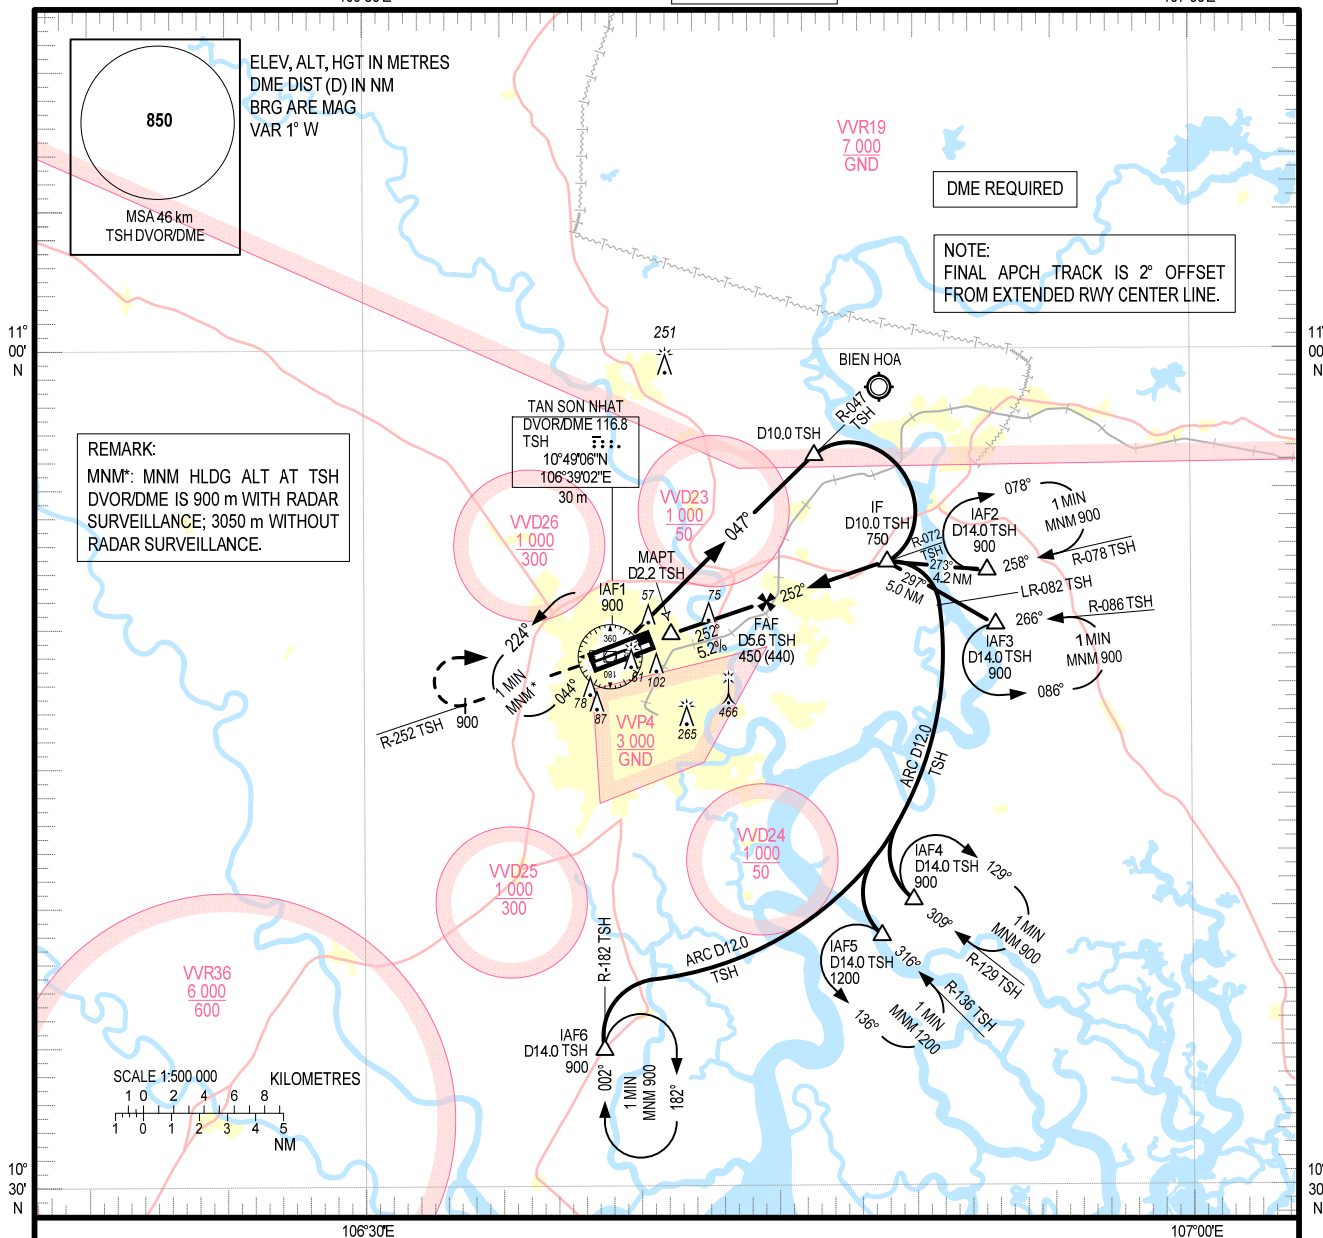 850
MSA 46 km
TSH DVOR/DME
ELEV, ALT, HGT IN METRES
DME DIST (D) IN NM
BRG ARE MAG
VAR 1° W
VVR19
7 000
GND
DME REQUIRED
NOTE:
FINAL APCH TRACK IS 2° OFFSET
FROM EXTENDED RWY CENTER LINE.
11°
00'
N
11°
00'
N
251
BIEN HOA
TAN SON NHAT
DVOR/DME 116.8
TSH
10°49'06"N
106°39'02"E
30 m
REMARK:
MNM*: MNM HLDG ALT AT TSH
DVOR/DME IS 900 m WITH RADAR
SURVEILLANCE; 3050 m WITHOUT
RADAR SURVEILLANCE.
D10.0 TSH
R-047
TSH
VVD23
1 000
50
VVD26
1 000
300
047°
IF
D10.0 TSH
750
R-072
TSH
IAF2
D14.0 TSH
900
078°
1 MIN
MNM 900
258°
R-078 TSH
273°
4.2 NM
297°
5.0 NM
LR-082 TSH
266°
R-086 TSH
IAF3
D14.0 TSH
900
1 MIN
MNM 900
086°
MAPT
D2.2 TSH
IAF1
900
57
75
252°
252°
5.2%
FAF
D5.6 TSH
450 (440)
360
180
81
102
78
87
224°
1 MIN
MNM *
044°
900
R-252 TSH
VVP4
3 000
GND
265
466
ARC D12.0
TSH
VVD24
1 000
50
VVD25
1 000
300
IAF4
D14.0 TSH
900
129°
1 MIN
MNM 900
309°
R-129 TSH
IAF5
D14.0 TSH
1200
316°
R-136 TSH
136°
1 MIN
MNM 1200
ARC D12.0
TSH
R-182 TSH
IAF6
D14.0 TSH
900
002°
1 MIN
MNM 900
182°
VVR36
6 000
600
SCALE 1:500 000
KILOMETRES
1 0 2 4 6 8
1 0 1 2 3 4 5
NM
10°
30'
N
10°
30'
N
106°30'E
107°00'E